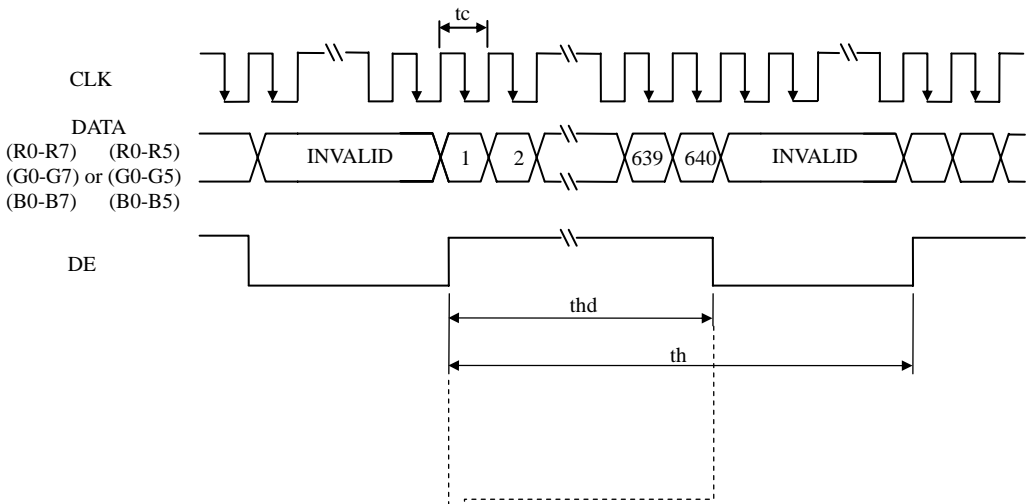 tc
CLK
DATA
(R0-R7) (R0-R5)
(G0-G7) or (G0-G5)
(B0-B7) (B0-B5)
INVALID 1 2 639 640 INVALID
DE
thd
th